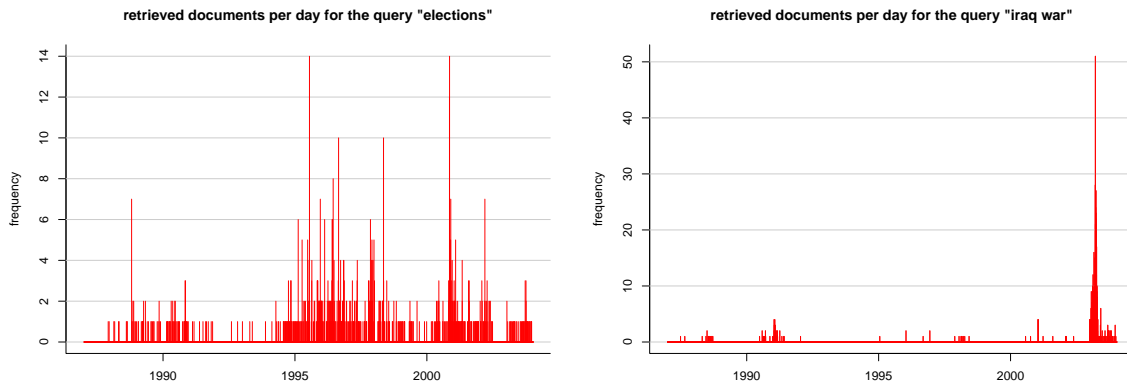 retrieved documents per day for the query "elections"
frequency
14
12
10
8
6
4
2
0
1990 1995 2000
retrieved documents per day for the query "iraq war"
frequency
50
40
30
20
10
0
1990 1995 2000